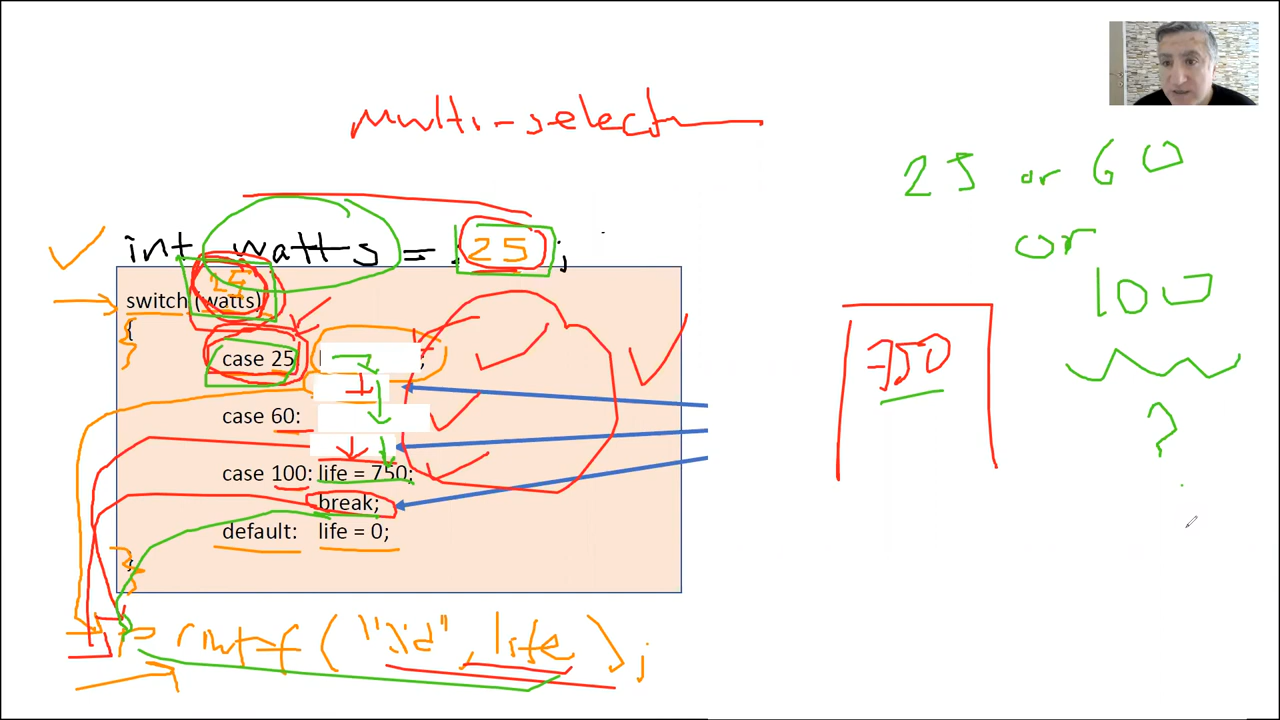 multi-select
25 or 60
or
100
?
int watts = 25;
25
switch (watts)
{
case 25 ;
case 60:
case 100: life = 750;
break;
default: life = 0;
}
750
printf ("%d", life);